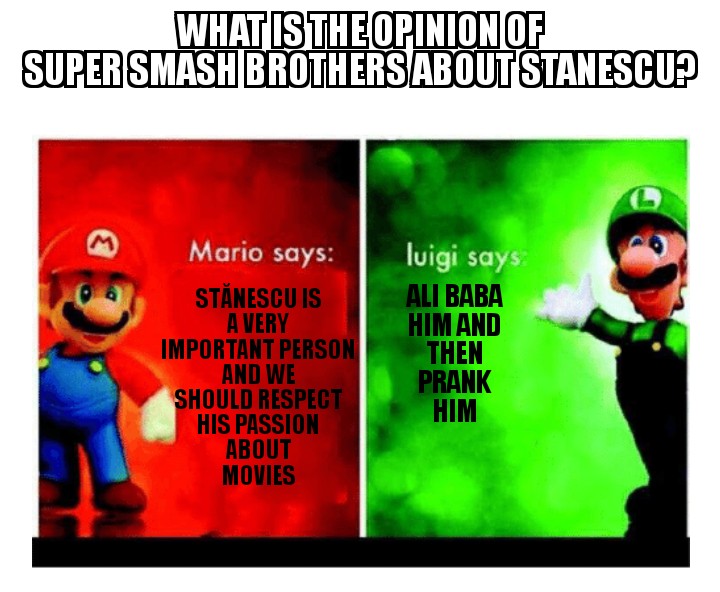 WHAT IS THE OPINION OF
SUPER SMASH BROTHERS ABOUT STANESCU?
M
L
Mario says:
STĂNESCU IS
A VERY
IMPORTANT PERSON
AND WE
SHOULD RESPECT
HIS PASSION
ABOUT
MOVIES
luigi says:
ALI BABA
HIM AND
THEN
PRANK
HIM